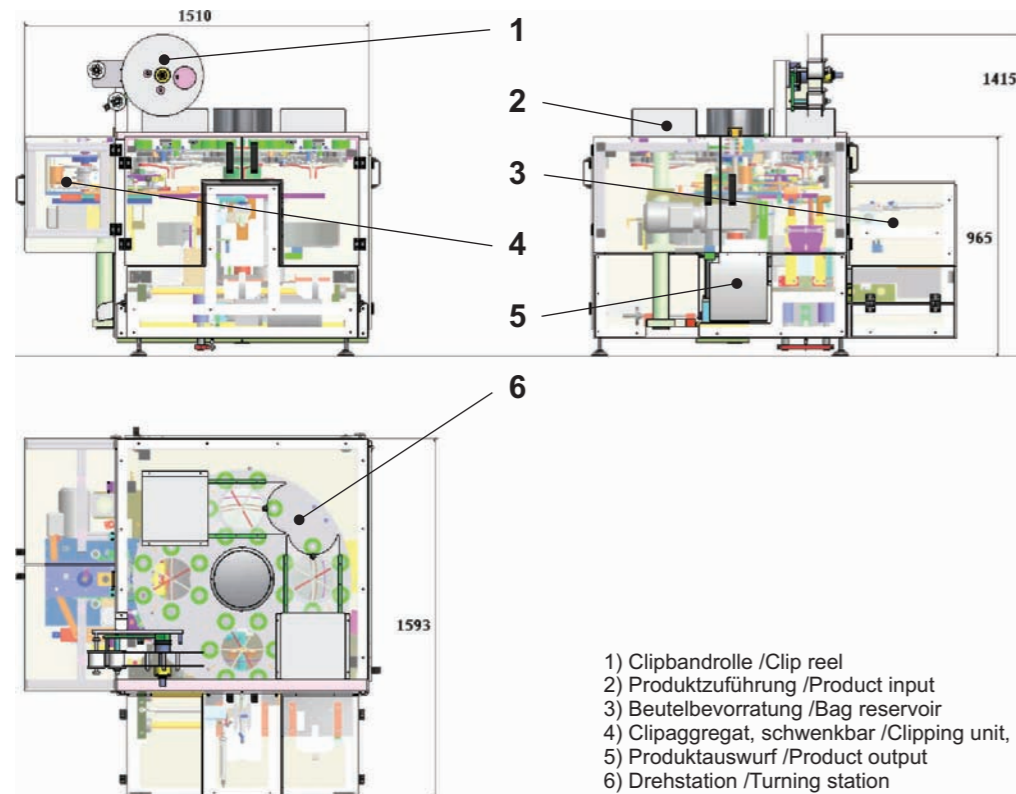 1510
1
1415
2
3
965
4
5
6
1593
1) Clipbandrolle /Clip reel
2) Produktzuführung /Product input
3) Beutelbevorratung /Bag reservoir
4) Clipaggregat, schwenkbar /Clipping unit,
5) Produktauswurf /Product output
6) Drehstation /Turning station